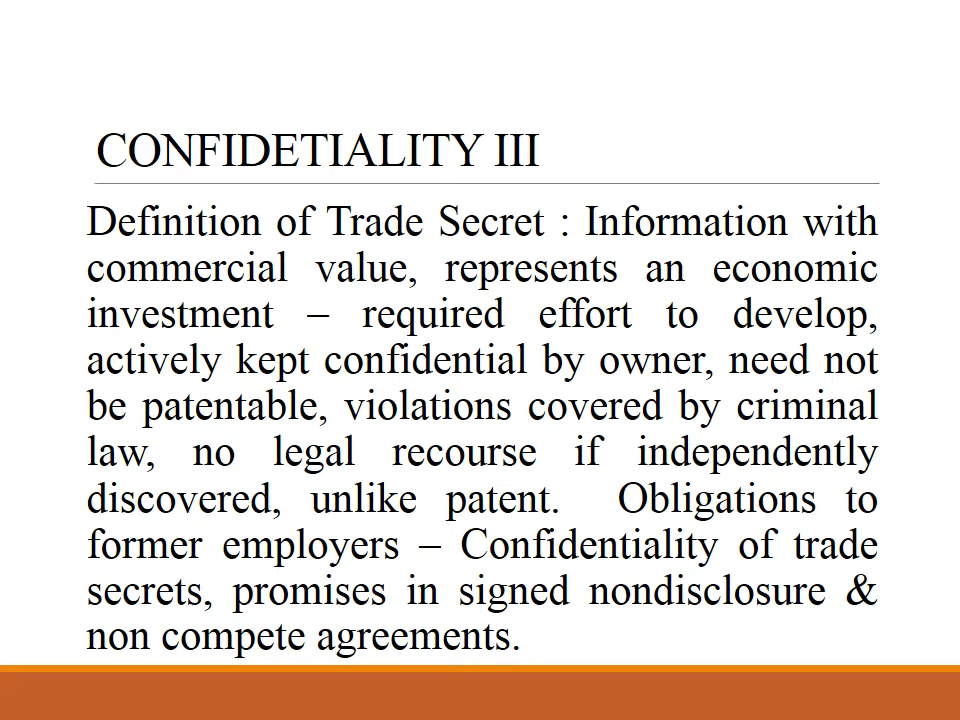 CONFIDETIALITY III
Definition of Trade Secret : Information with
commercial value, represents an economic
investment – required effort to develop,
actively kept confidential by owner, need not
be patentable, violations covered by criminal
law, no legal recourse if independently
discovered, unlike patent. Obligations to
former employers – Confidentiality of trade
secrets, promises in signed nondisclosure &
non compete agreements.